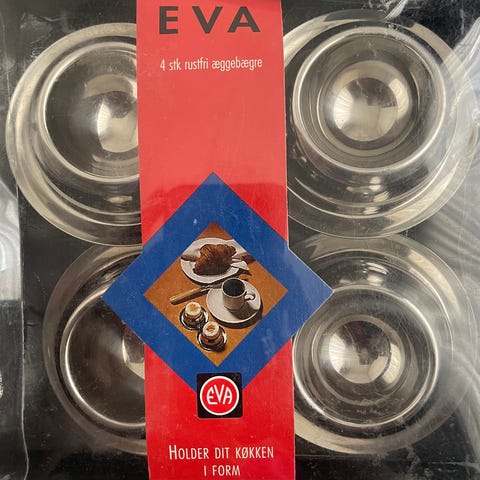 EVA
4 stk rustfri æggebægre
EVA
HOLDER DIT KØKKEN
I FORM